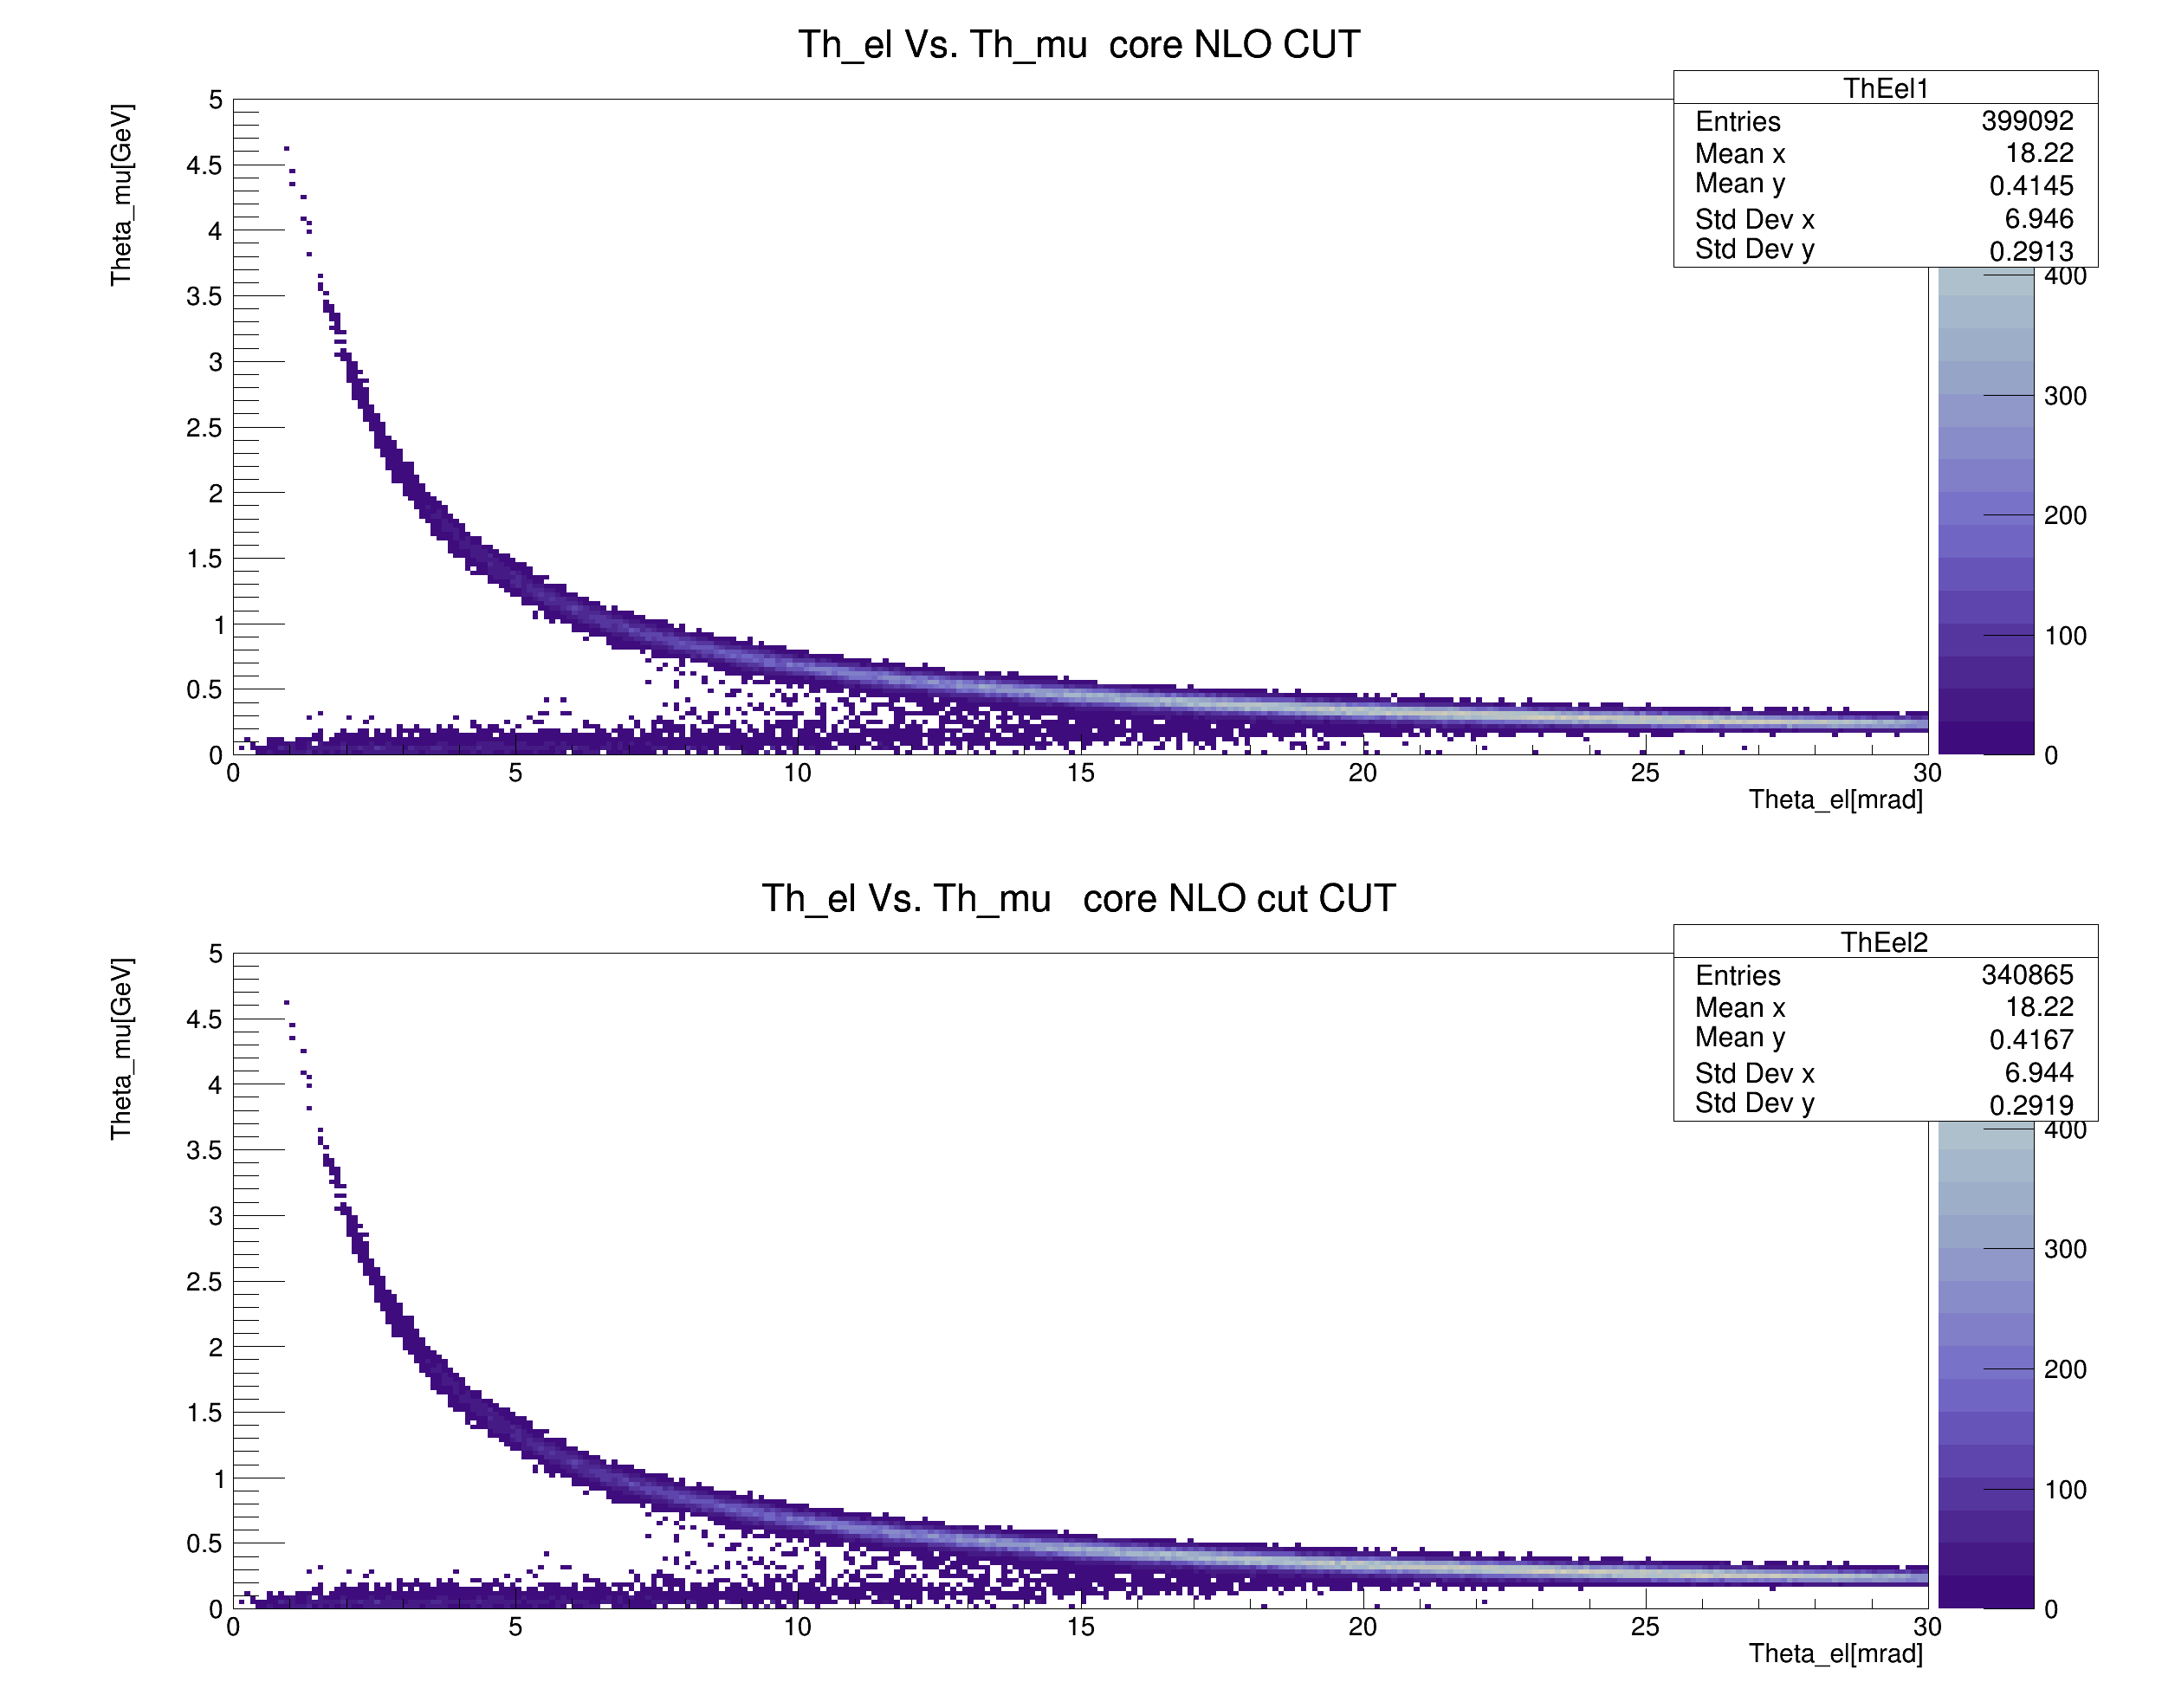 Th_el Vs. Th_mu  core NLO CUT
ThEel1
Entries 399092
Mean x 18.22
Mean y 0.4145
Std Dev x 6.946
Std Dev y 0.2913
Theta_mu[GeV]
5
4.5
4
3.5
3
2.5
2
1.5
1
0.5
0
0 5 10 15 20 25 30
Theta_el[mrad]
400
300
200
100
0
Th_el Vs. Th_mu   core NLO cut CUT
ThEel2
Entries 340865
Mean x 18.22
Mean y 0.4167
Std Dev x 6.944
Std Dev y 0.2919
Theta_mu[GeV]
5
4.5
4
3.5
3
2.5
2
1.5
1
0.5
0
0 5 10 15 20 25 30
Theta_el[mrad]
400
300
200
100
0